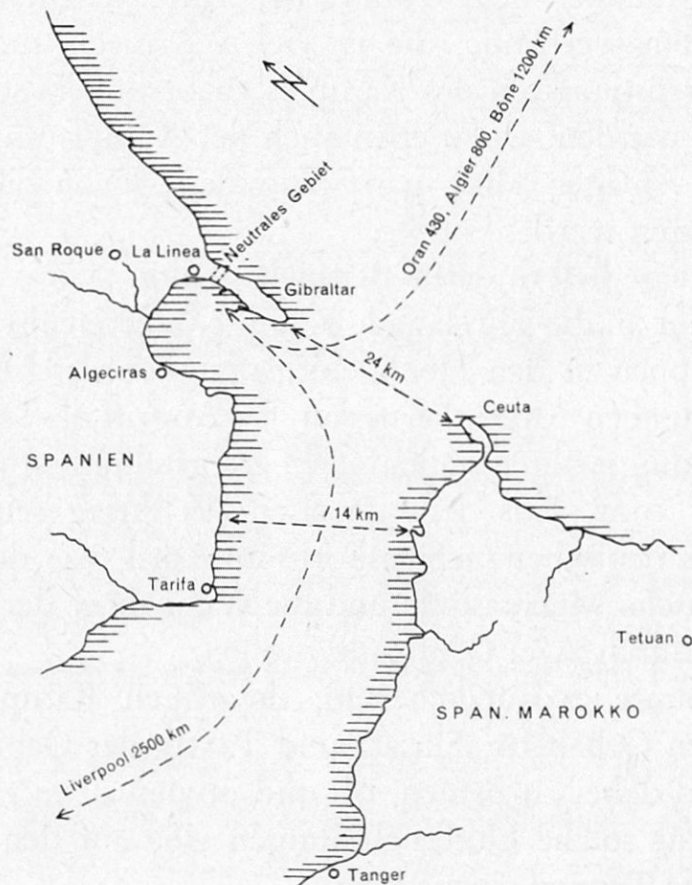 Oran 430, Algier 800, Bône 1200 km
Neutrales Gebiet
San Roque
La Linea
Gibraltar
24 km
Algeciras
Ceuta
SPANIEN
14 km
Tarifa
Tetuan
SPAN. MAROKKO
Liverpool 2500 km
Tanger